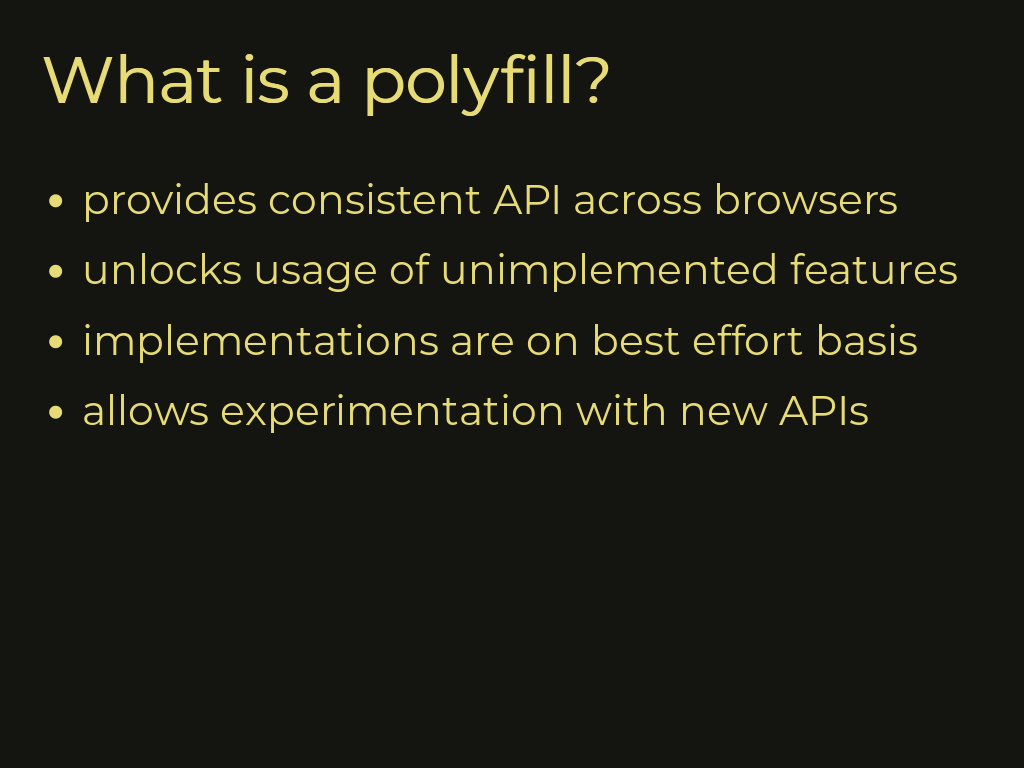 What is a polyfill?
• provides consistent API across browsers
• unlocks usage of unimplemented features
• implementations are on best effort basis
• allows experimentation with new APIs